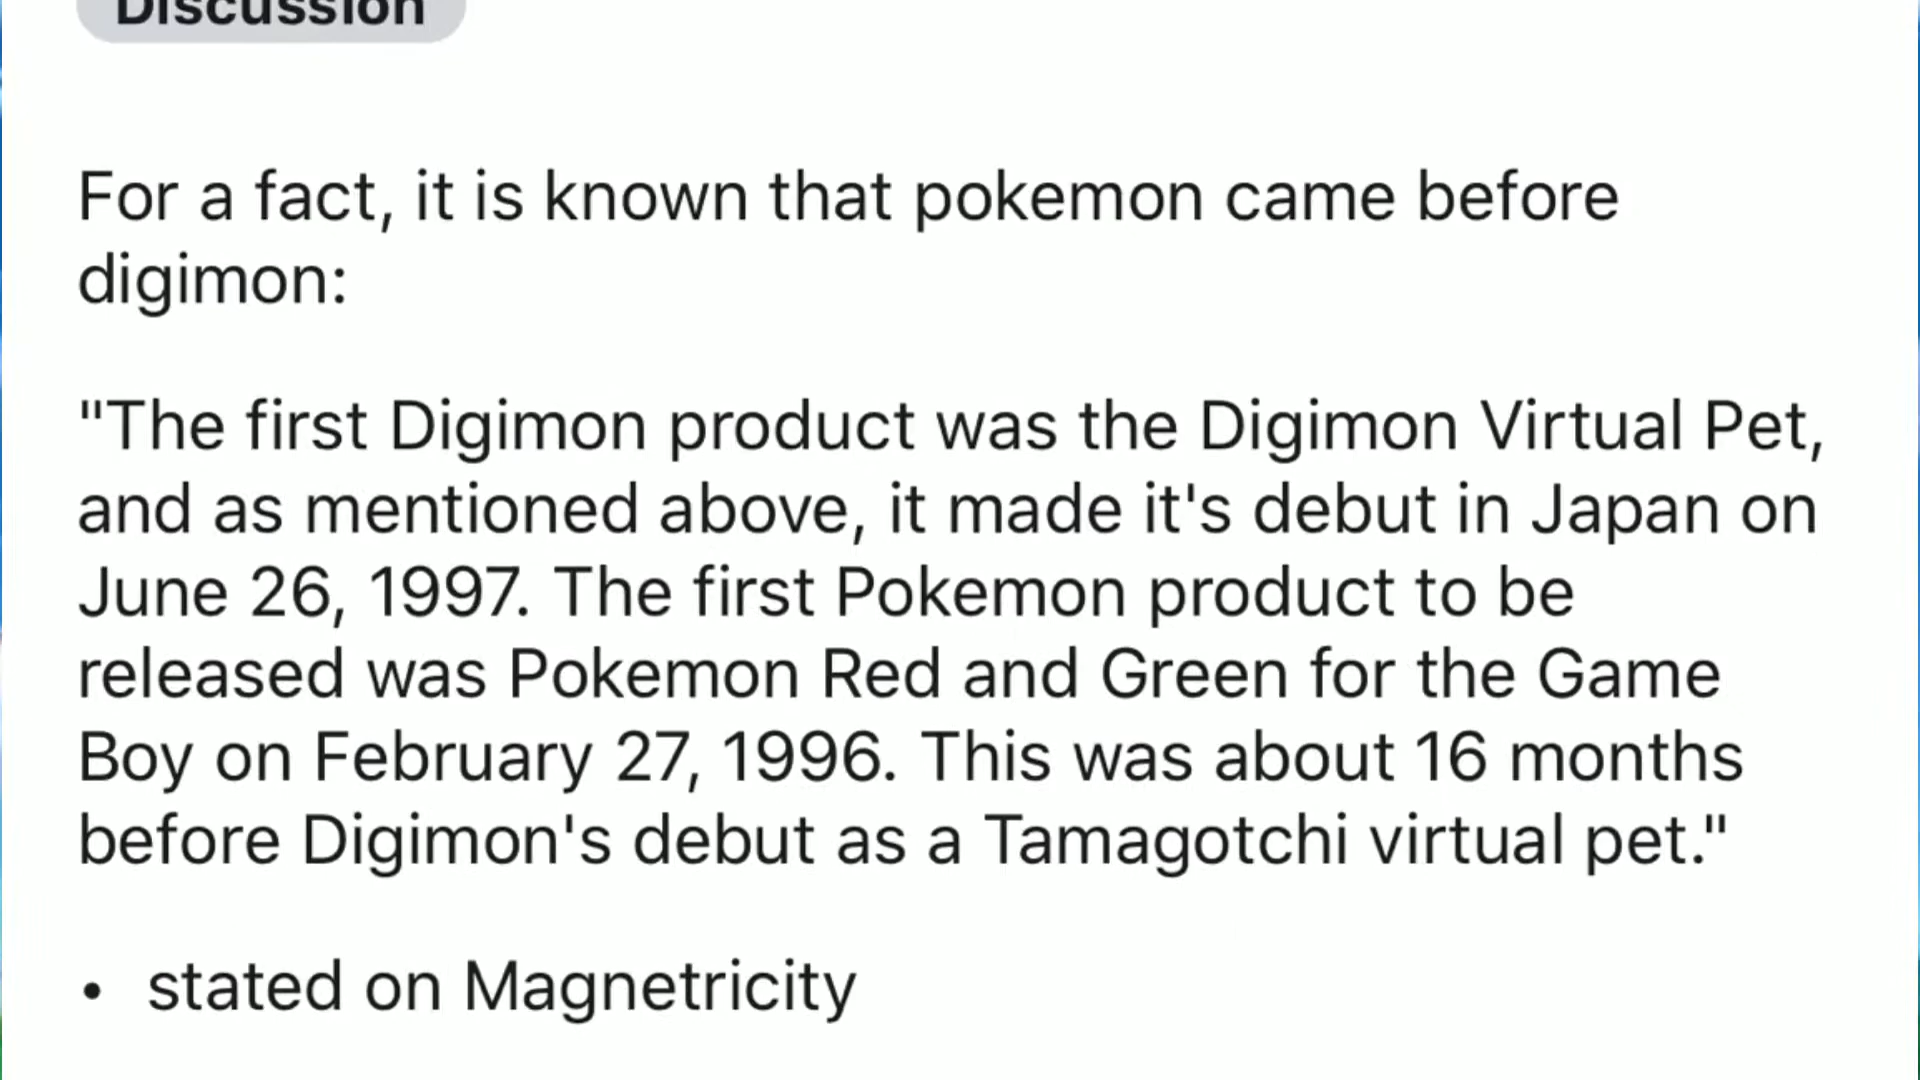 Discussion
For a fact, it is known that pokemon came before
digimon:
"The first Digimon product was the Digimon Virtual Pet,
and as mentioned above, it made it's debut in Japan on
June 26, 1997. The first Pokemon product to be
released was Pokemon Red and Green for the Game
Boy on February 27, 1996. This was about 16 months
before Digimon's debut as a Tamagotchi virtual pet."
• stated on Magnetricity